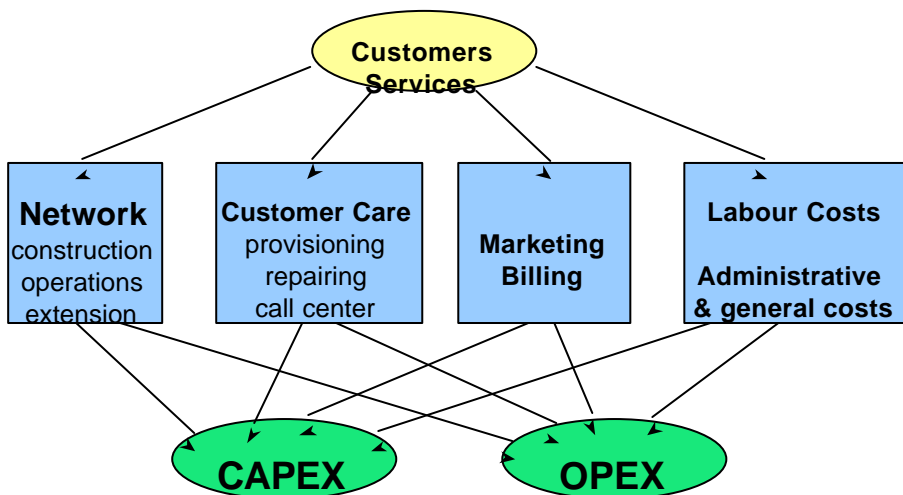 Customers
Services
Network
construction
operations
extension
Customer Care
provisioning
repairing
call center
Marketing
Billing
Labour Costs
Administrative
& general costs
CAPEX
OPEX